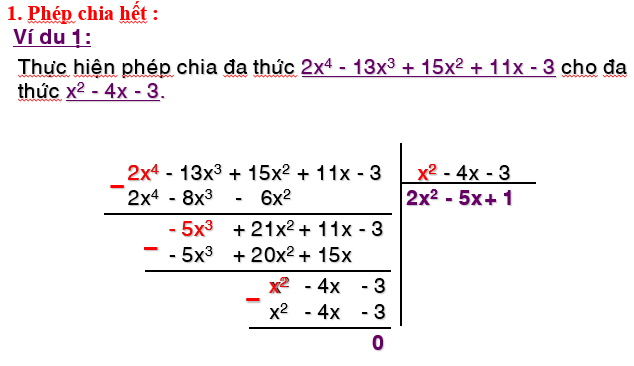 1. Phép chia hết :
Ví dụ 1:
Thực hiện phép chia đa thức 2x⁴ - 13x³ + 15x² + 11x - 3 cho đa
thức x² - 4x - 3.
2x⁴ - 13x³ + 15x² + 11x - 3 x² - 4x - 3
− 2x⁴ - 8x³ - 6x² 2x² - 5x + 1
- 5x³ + 21x² + 11x - 3
− - 5x³ + 20x² + 15x
x² - 4x - 3
− x² - 4x - 3
0